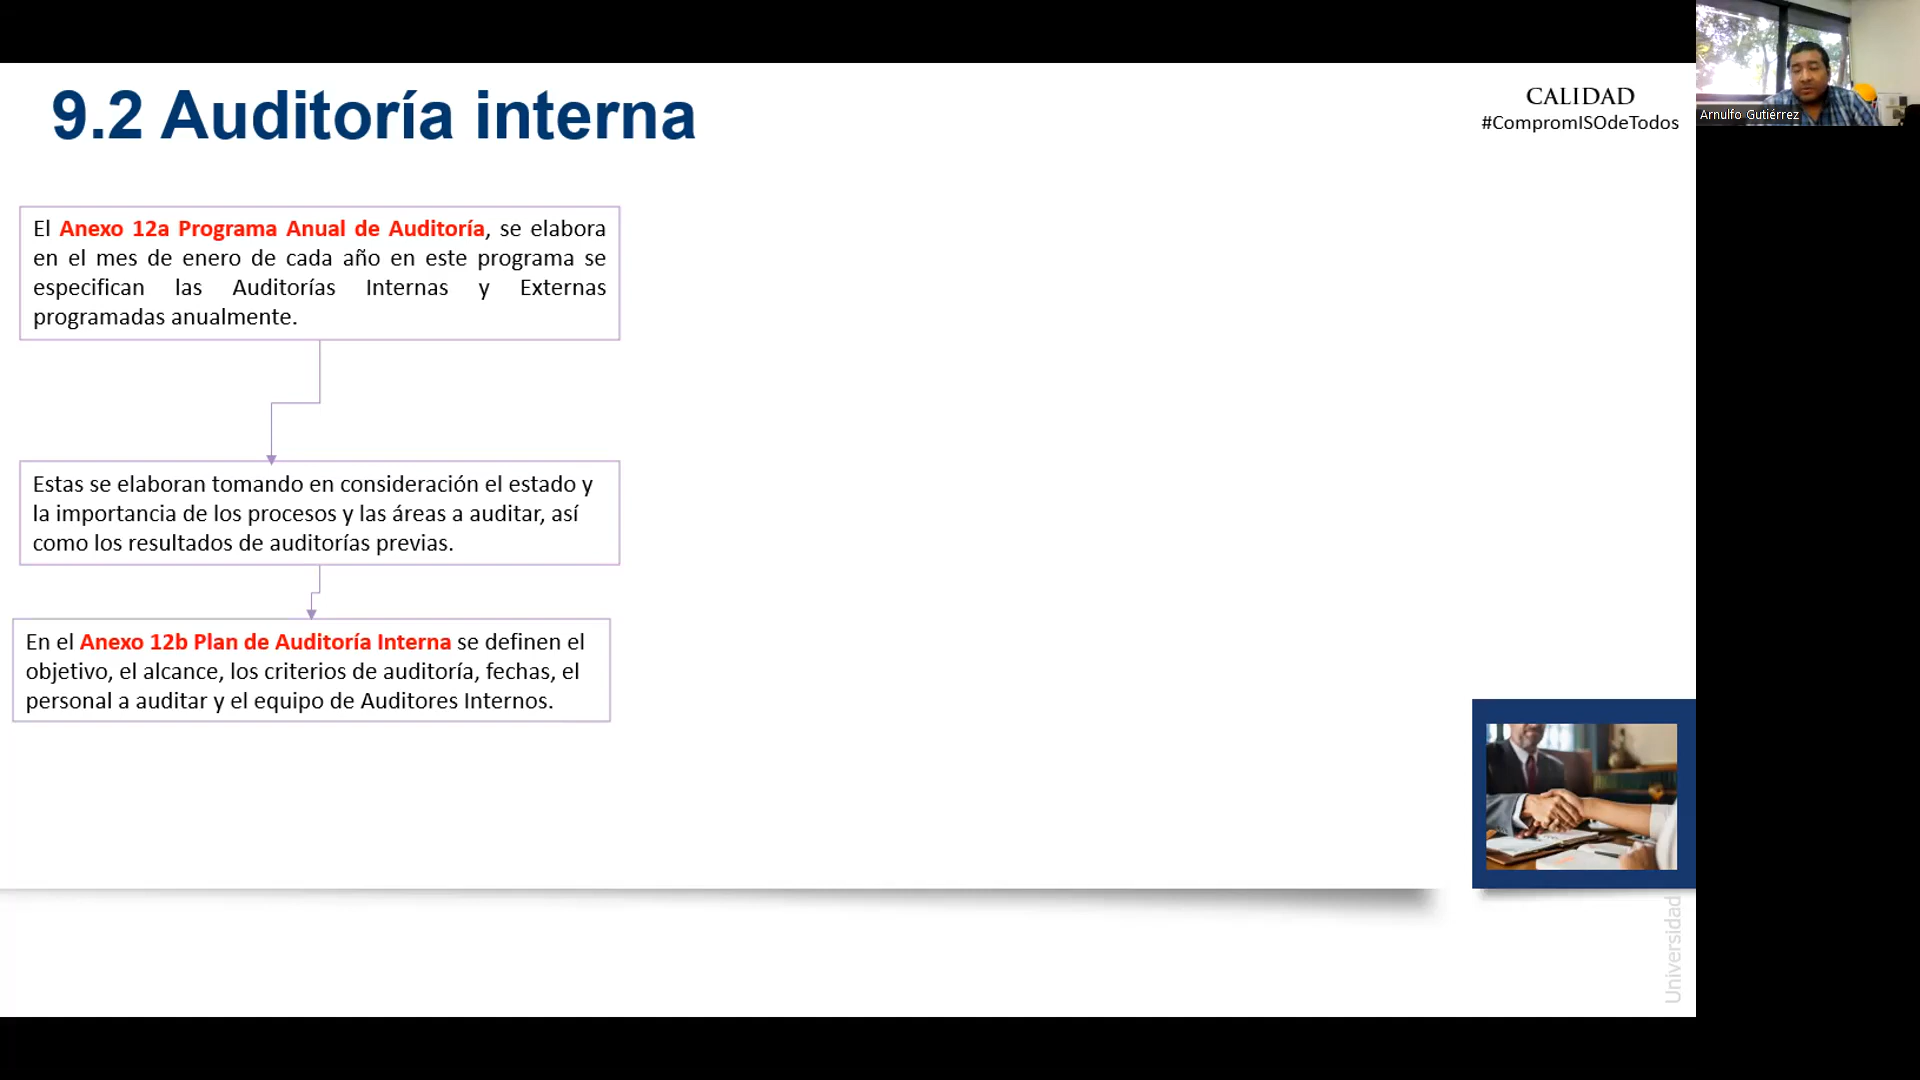 9.2 Auditoría interna
CALIDAD
#CompromISOdeTodos
Arnulfo Gutiérrez
El Anexo 12a Programa Anual de Auditoría, se elabora
en el mes de enero de cada año en este programa se
especifican las Auditorías Internas y Externas
programadas anualmente.
Estas se elaboran tomando en consideración el estado y
la importancia de los procesos y las áreas a auditar, así
como los resultados de auditorías previas.
En el Anexo 12b Plan de Auditoría Interna se definen el
objetivo, el alcance, los criterios de auditoría, fechas, el
personal a auditar y el equipo de Auditores Internos.
Universidad